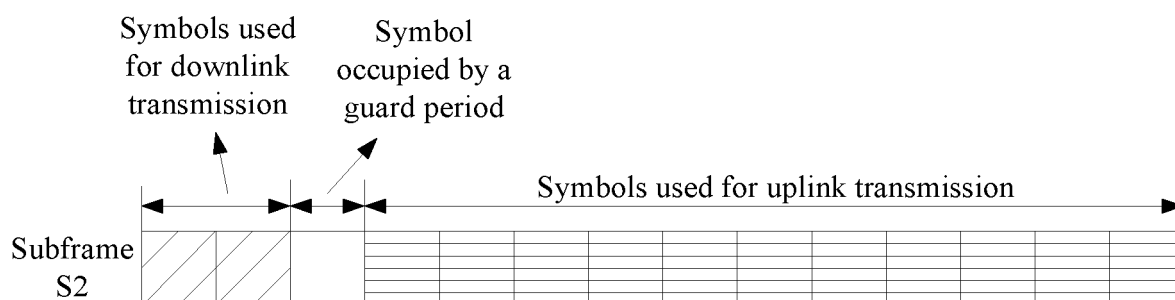 Symbols used
for downlink
transmission
Symbol
occupied by a
guard period
Symbols used for uplink transmission
Subframe
S2